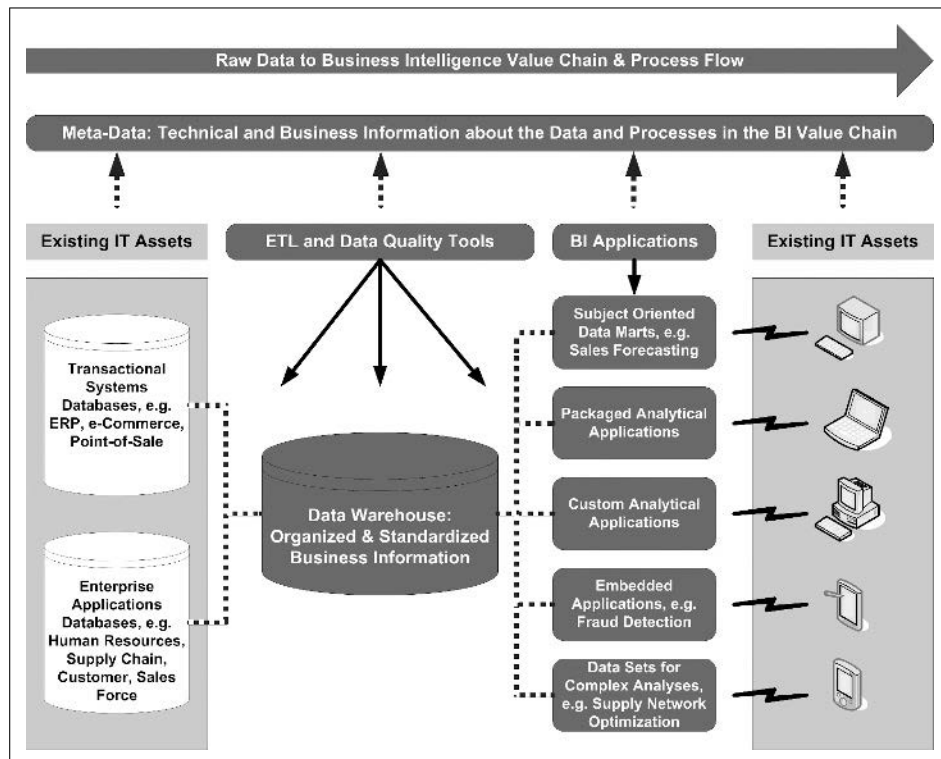 Raw Data to Business Intelligence Value Chain & Process Flow
Meta-Data: Technical and Business Information about the Data and Processes in the BI Value Chain
Existing IT Assets
ETL and Data Quality Tools
BI Applications
Existing IT Assets
Transactional
Systems
Databases, e.g.
ERP, e-Commerce,
Point-of-Sale
Enterprise
Applications
Databases, e.g.
Human Resources,
Supply Chain,
Customer, Sales
Force
Data Warehouse:
Organized & Standardized
Business Information
Subject Oriented
Data Marts, e.g.
Sales Forecasting
Packaged Analytical
Applications
Custom Analytical
Applications
Embedded
Applications, e.g.
Fraud Detection
Data Sets for
Complex Analyses,
e.g. Supply Network
Optimization